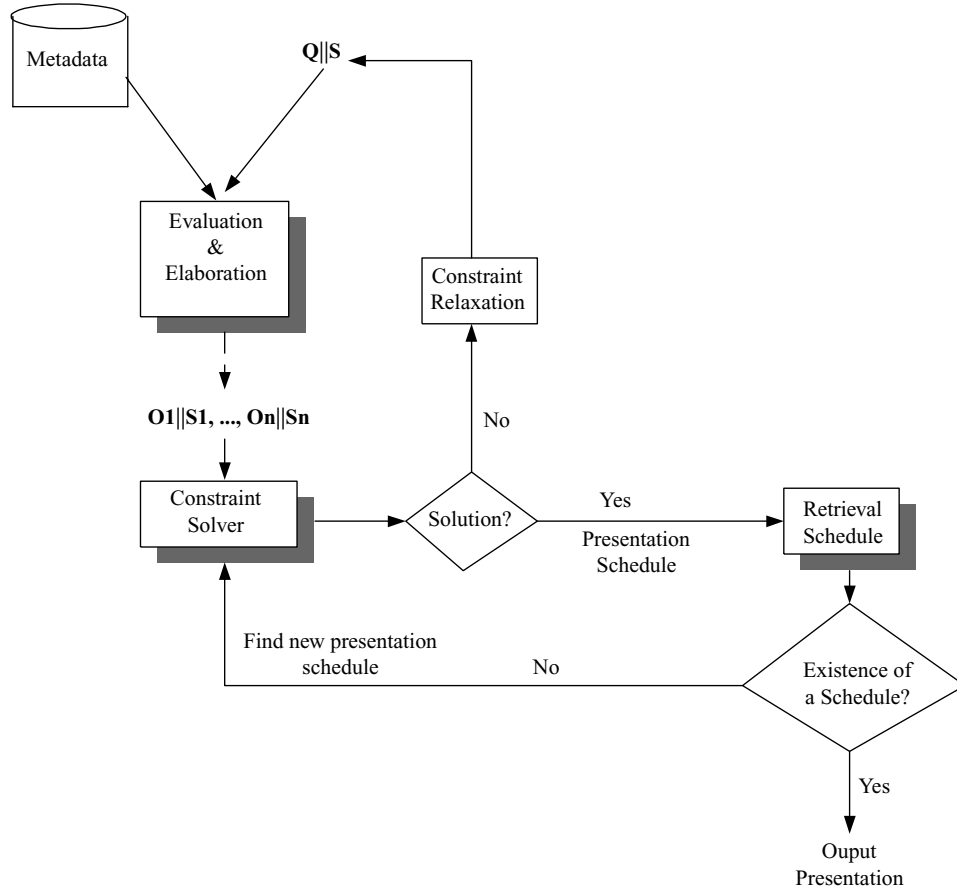 Metadata
Q||S
Evaluation
&
Elaboration
Constraint
Relaxation
O1||S1, ..., On||Sn
No
Constraint
Solver
Solution?
Yes
Presentation
Schedule
Retrieval
Schedule
Find new presentation
schedule
No
Existence of
a Schedule?
Yes
Ouput
Presentation